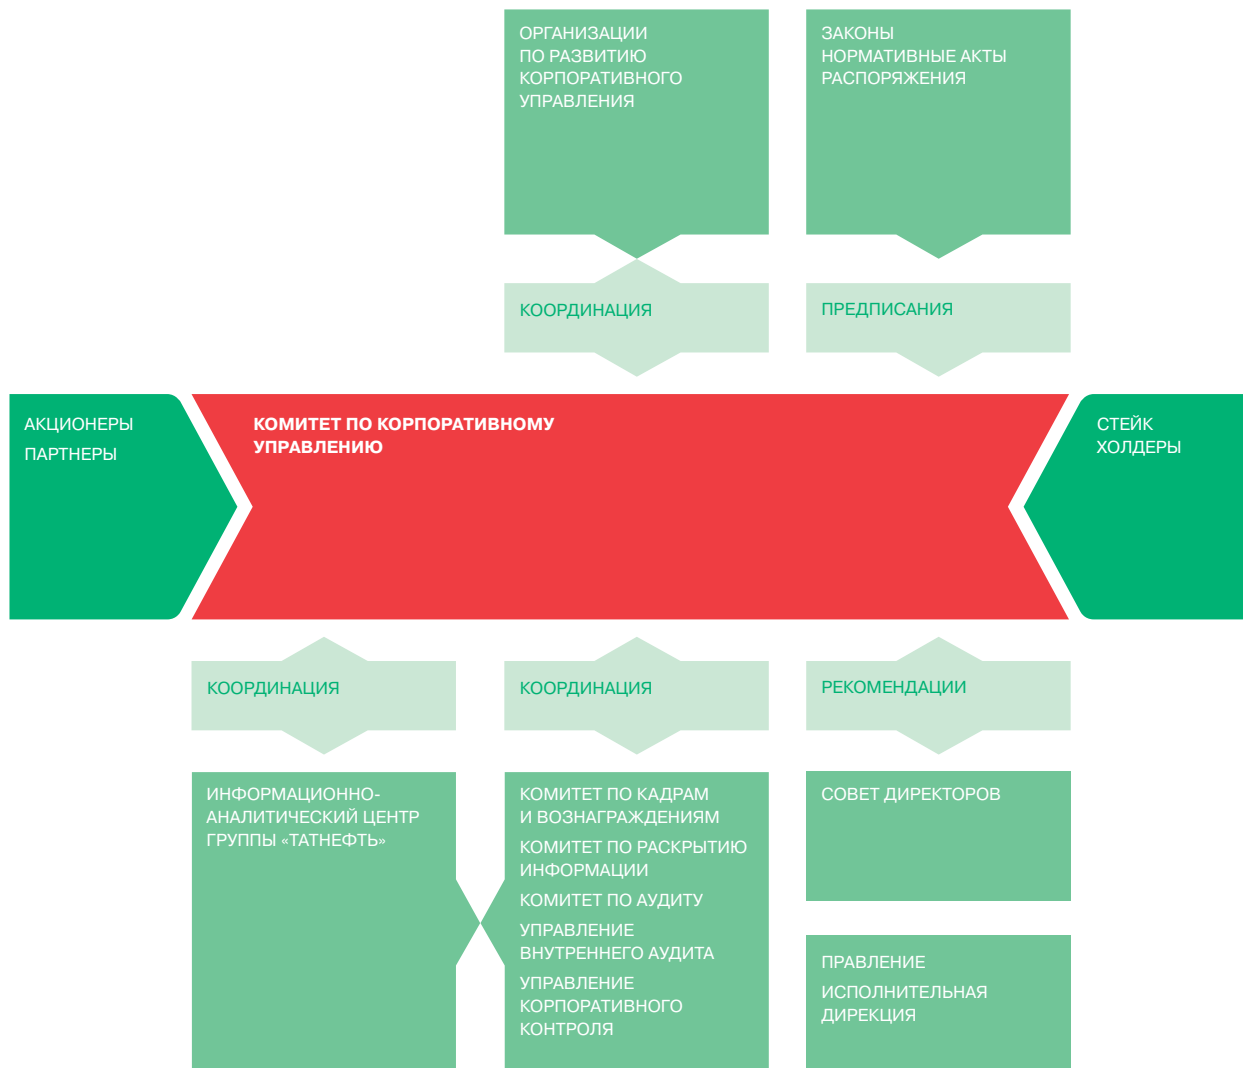 ОРГАНИЗАЦИИ
ПО РАЗВИТИЮ
КОРПОРАТИВНОГО
УПРАВЛЕНИЯ
ЗАКОНЫ
НОРМАТИВНЫЕ АКТЫ
РАСПОРЯЖЕНИЯ
КООРДИНАЦИЯ
ПРЕДПИСАНИЯ
АКЦИОНЕРЫ
ПАРТНЕРЫ
КОМИТЕТ ПО КОРПОРАТИВНОМУ
УПРАВЛЕНИЮ
СТЕЙК
ХОЛДЕРЫ
КООРДИНАЦИЯ
КООРДИНАЦИЯ
РЕКОМЕНДАЦИИ
ИНФОРМАЦИОННО-
АНАЛИТИЧЕСКИЙ ЦЕНТР
ГРУППЫ «ТАТНЕФТЬ»
КОМИТЕТ ПО КАДРАМ
И ВОЗНАГРАЖДЕНИЯМ
КОМИТЕТ ПО РАСКРЫТИЮ
ИНФОРМАЦИИ
КОМИТЕТ ПО АУДИТУ
УПРАВЛЕНИЕ
ВНУТРЕННЕГО АУДИТА
УПРАВЛЕНИЕ
КОРПОРАТИВНОГО
КОНТРОЛЯ
СОВЕТ ДИРЕКТОРОВ
ПРАВЛЕНИЕ
ИСПОЛНИТЕЛЬНАЯ
ДИРЕКЦИЯ